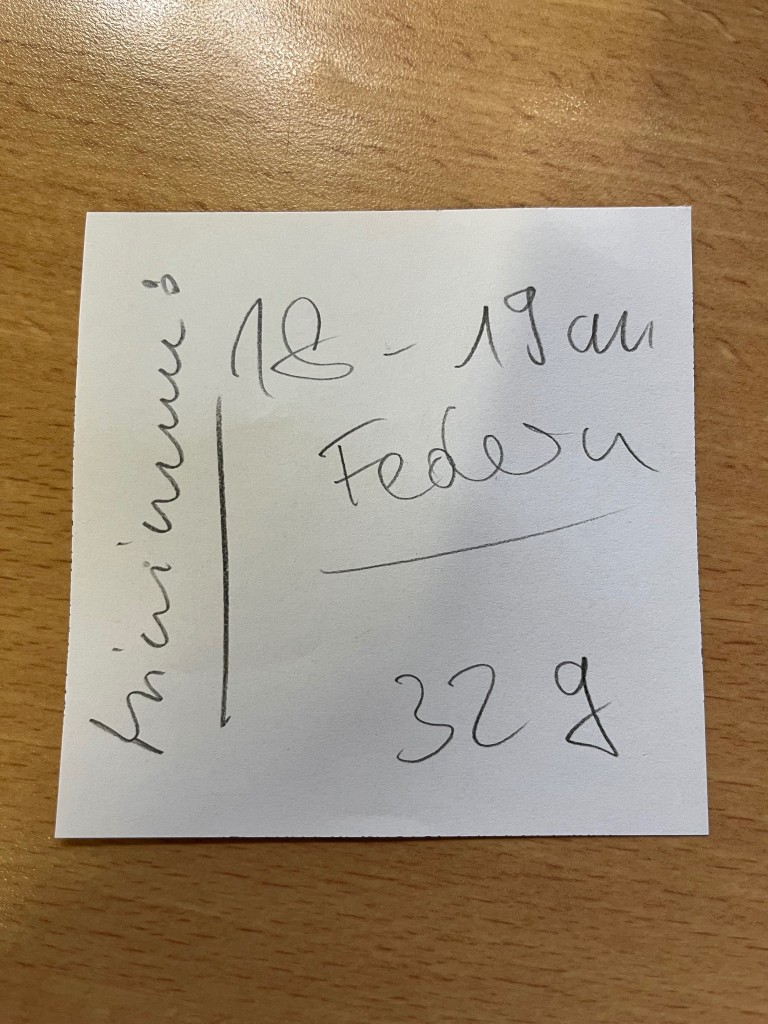 Minimum:
18 - 19 cm
Federn
32 g